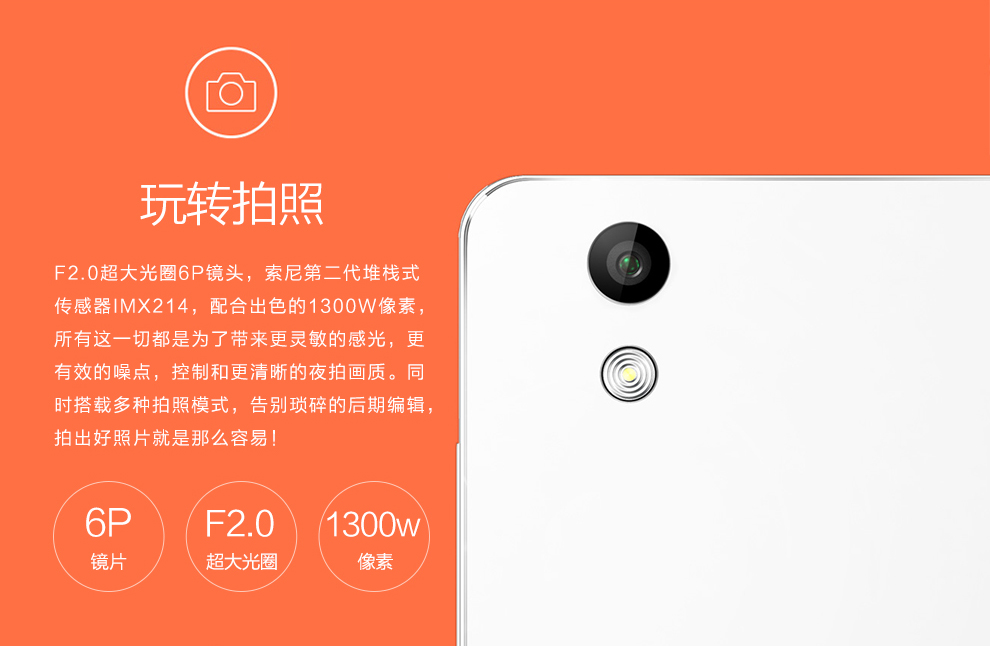 玩转拍照
F2.0超大光圈6P镜头，索尼第二代堆栈式
传感器IMX214，配合出色的1300W像素，
所有这一切都是为了带来更灵敏的感光，更
有效的噪点，控制和更清晰的夜拍画质。同
时搭载多种拍照模式，告别琐碎的后期编辑，
拍出好照片就是那么容易！
6P
镜片
F2.0
超大光圈
1300w
像素